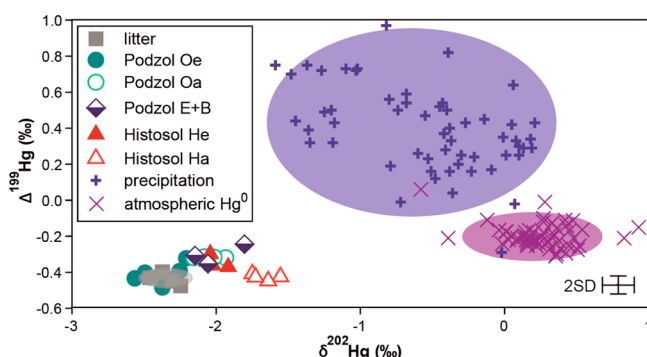 1.0
0.8
0.6
0.4
0.2
0.0
-0.2
-0.4
-0.6
Δ¹⁹⁹Hg (‰)
litter
Podzol Oe
Podzol Oa
Podzol E+B
Histosol He
Histosol Ha
precipitation
atmospheric Hg⁰
2SD
-3
-2
-1
0
1
δ²⁰²Hg (‰)